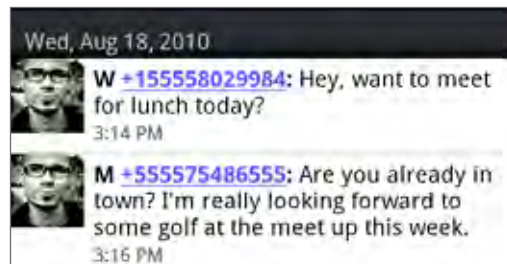 Wed, Aug 18, 2010
W +155558029984: Hey, want to meet
for lunch today?
3:14 PM
M +555575486555: Are you already in
town? I'm really looking forward to
some golf at the meet up this week.
3:16 PM